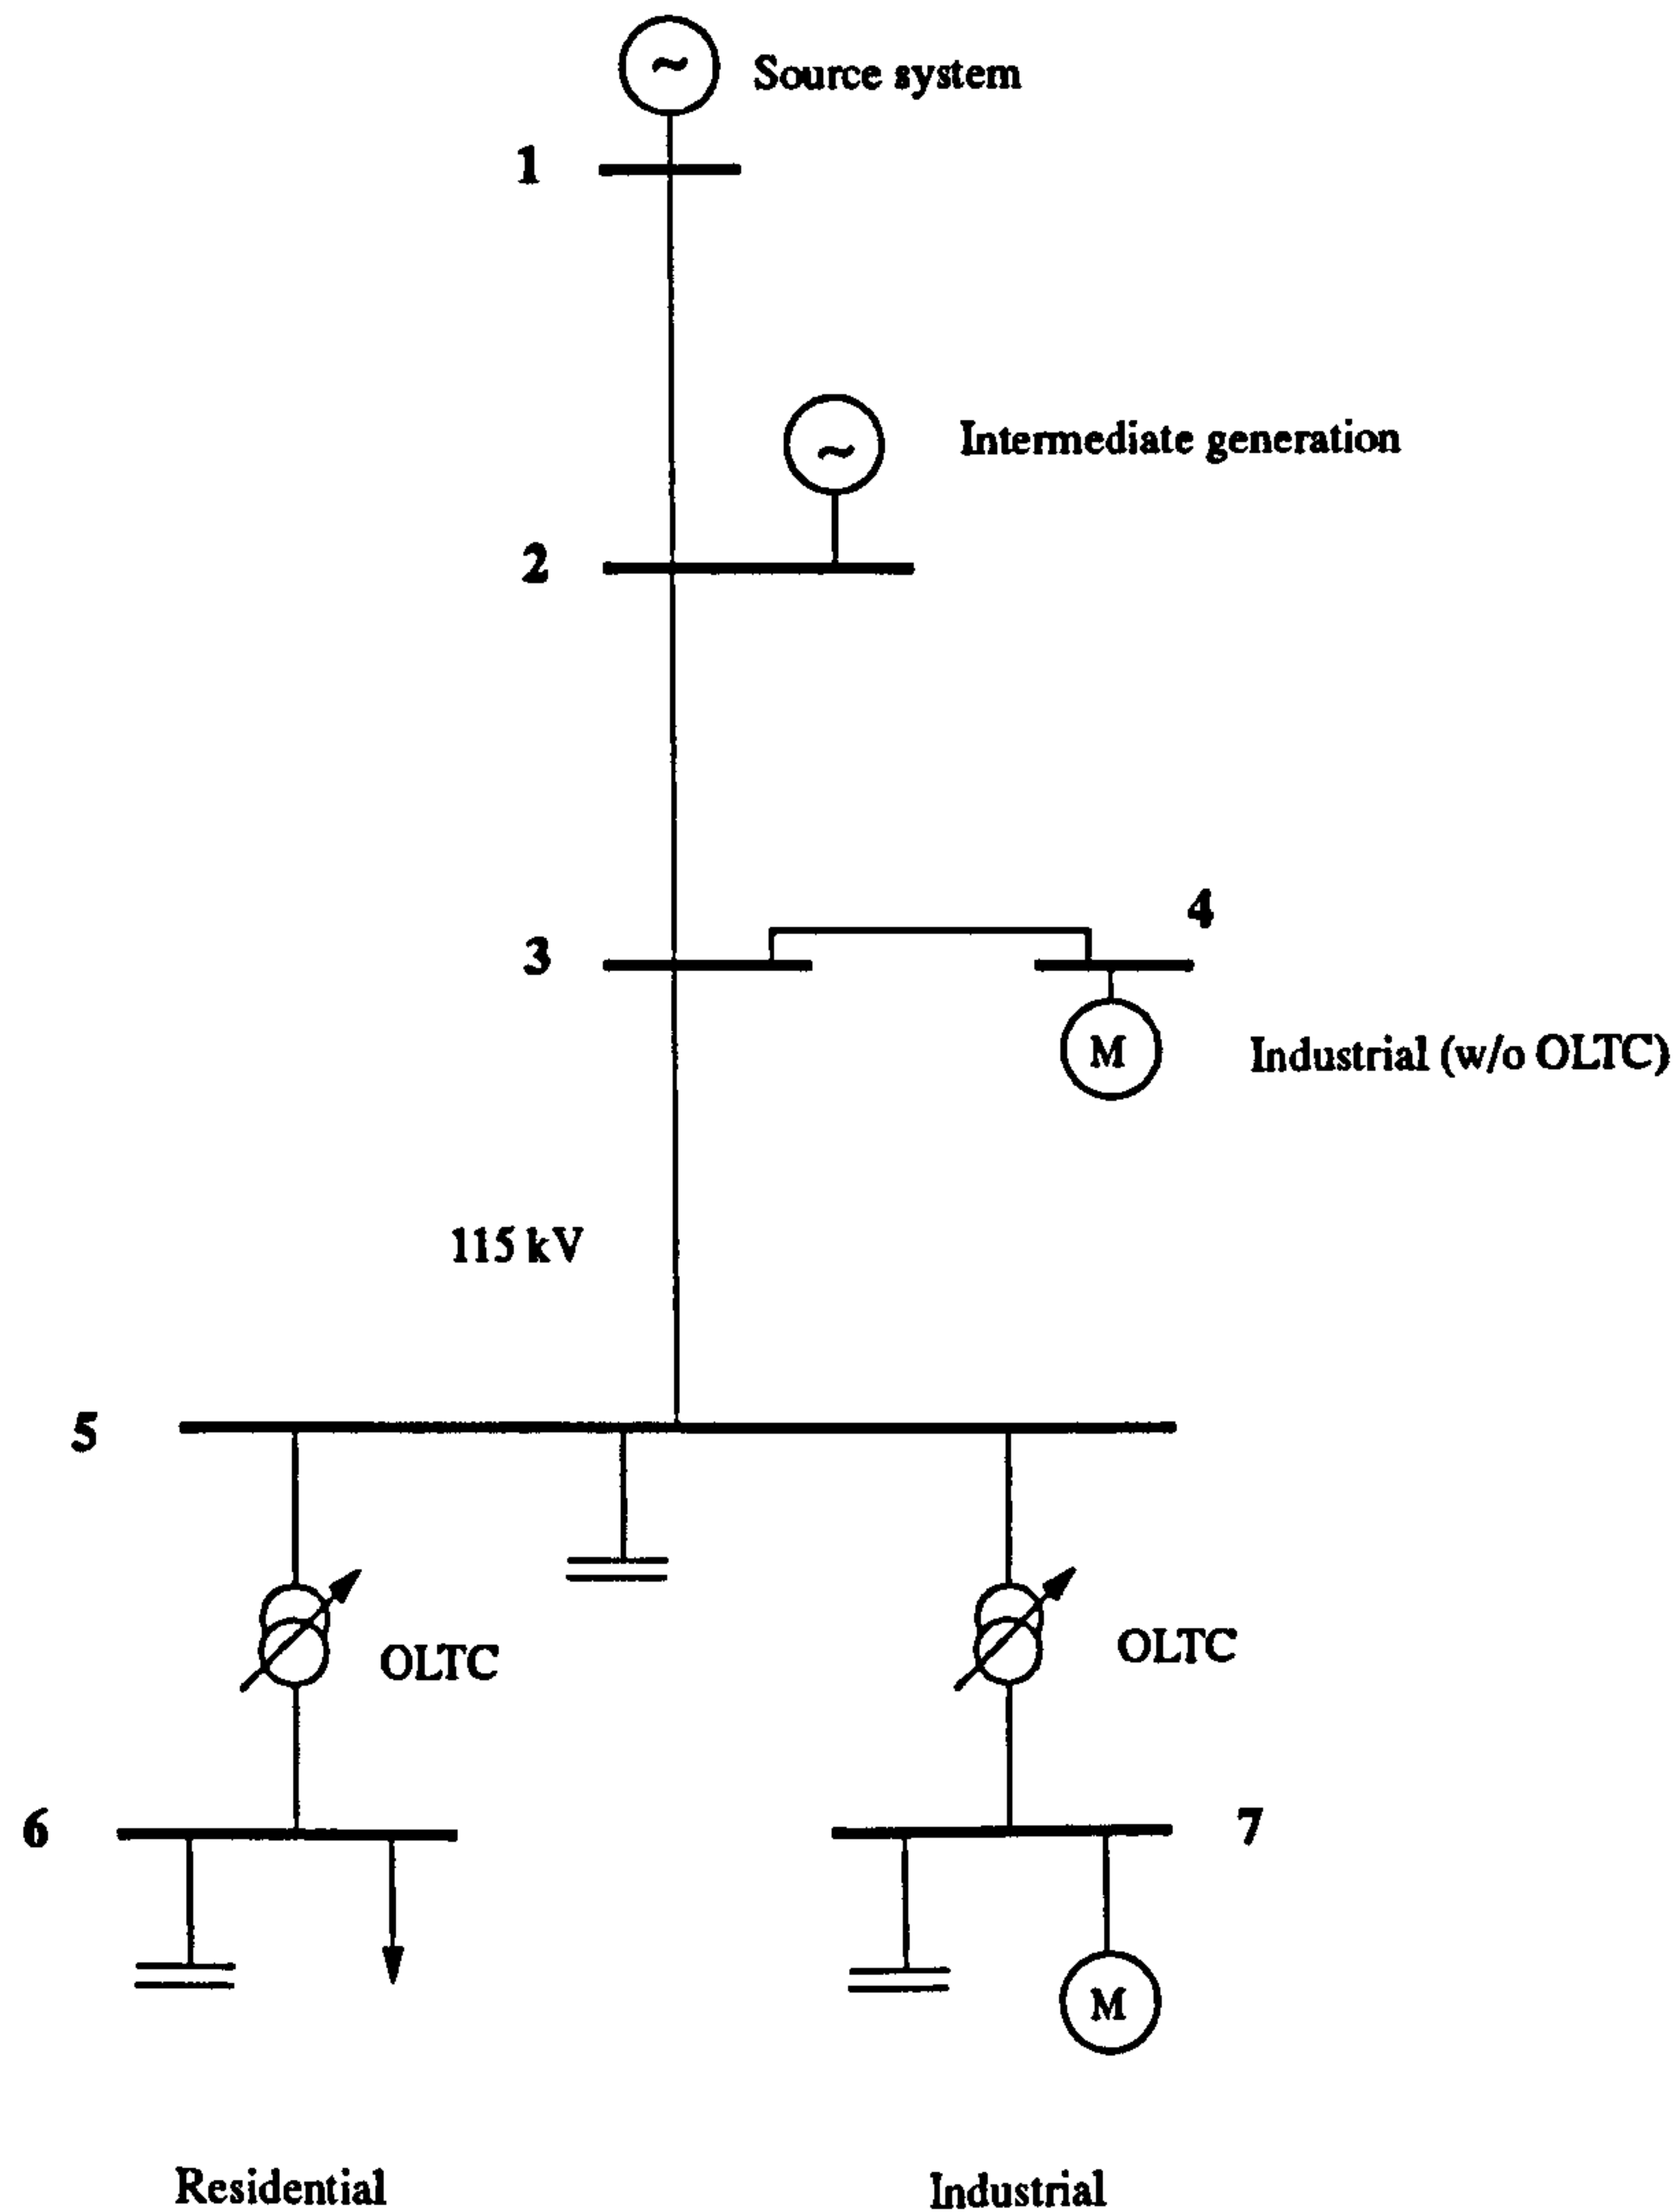 ~
Source system
1
~
Intermediate generation
2
4
3
M
Industrial (w/o OLTC)
115 kV
5
OLTC
OLTC
6
7
M
Residential
Industrial